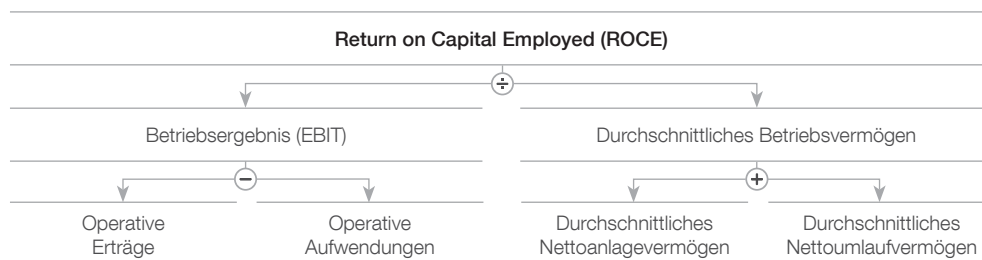 Return on Capital Employed (ROCE)
÷
Betriebsergebnis (EBIT)
Durchschnittliches Betriebsvermögen
−
+
Operative
Erträge
Operative
Aufwendungen
Durchschnittliches
Nettoanlagevermögen
Durchschnittliches
Nettoumlaufvermögen